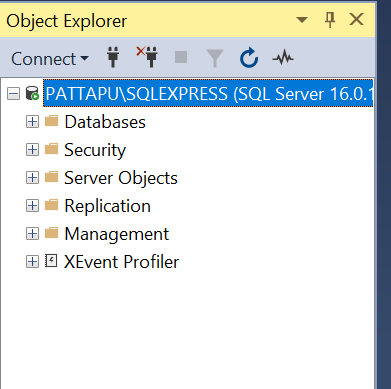 Object Explorer
Connect
PATTAPU\SQLEXPRESS (SQL Server 16.0.1
Databases
Security
Server Objects
Replication
Management
XEvent Profiler